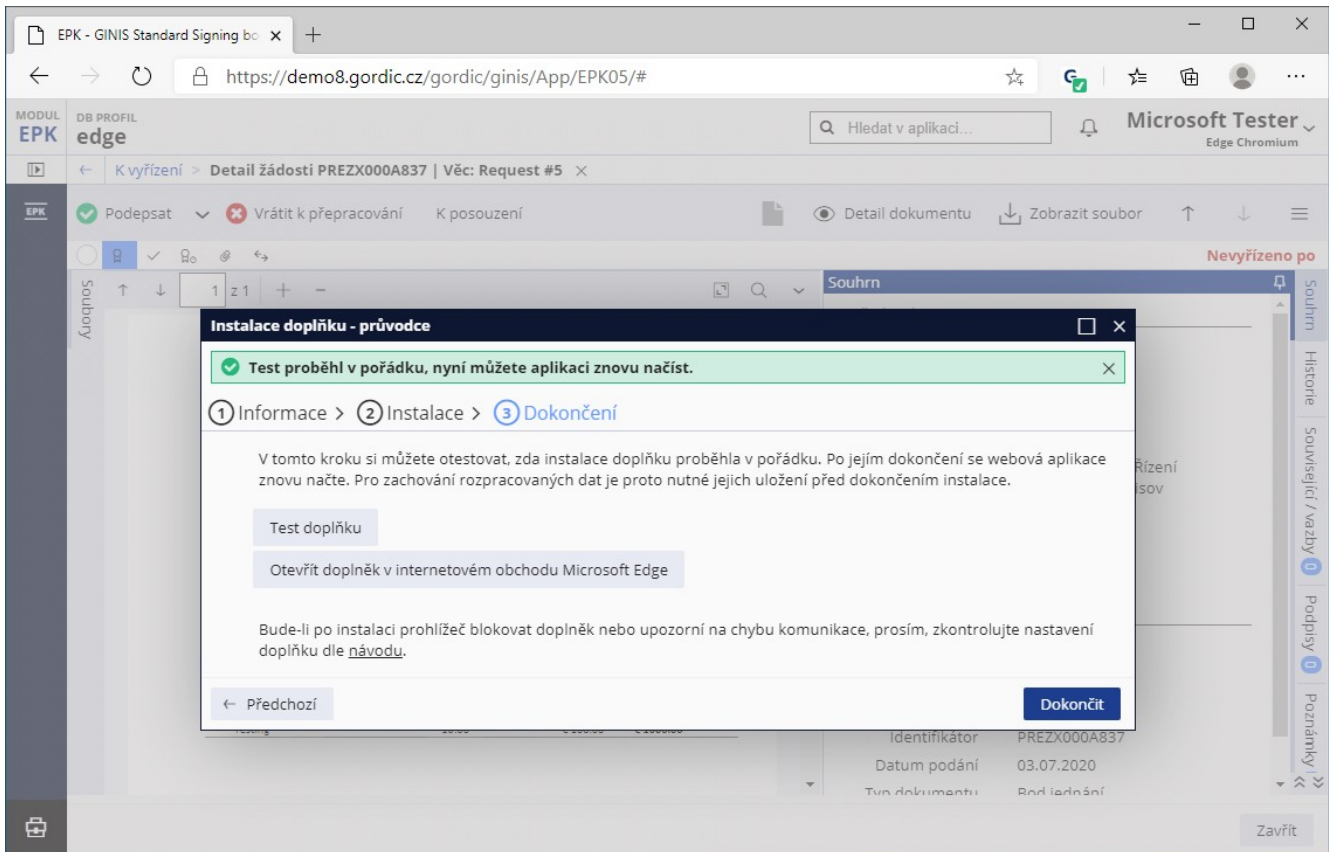 EPK - GINIS Standard Signing bo
https://demo8.gordic.cz/gordic/ginis/App/EPK05/#
MODUL
EPK
DB PROFIL
edge
Hledat v aplikaci...
Microsoft Tester
Edge Chromium
K vyřízení > Detail žádosti PREZX000A837 | Věc: Request #5
EPK
Podepsat
Vrátit k přepracování
K posouzení
Detail dokumentu
Zobrazit soubor
Nevyřízeno po
Soubory
1 z 1
Souhrn
Souhrn
Historie
Související / vazby 0
Podpisy 0
Poznámky
Instalace doplňku - průvodce
Test proběhl v pořádku, nyní můžete aplikaci znovu načíst.
1 Informace > 2 Instalace > 3 Dokončení
V tomto kroku si můžete otestovat, zda instalace doplňku proběhla v pořádku. Po jejím dokončení se webová aplikace
znovu načte. Pro zachování rozpracovaných dat je proto nutné jejich uložení před dokončením instalace.
Test doplňku
Otevřít doplněk v internetovém obchodu Microsoft Edge
Bude-li po instalaci prohlížeč blokovat doplněk nebo upozorní na chybu komunikace, prosím, zkontrolujte nastavení
doplňku dle návodu.
Předchozí
Dokončit
Řízení
isov
Identifikátor PREZX000A837
Datum podání 03.07.2020
Typ dokumentu Bod jednání
Zavřít